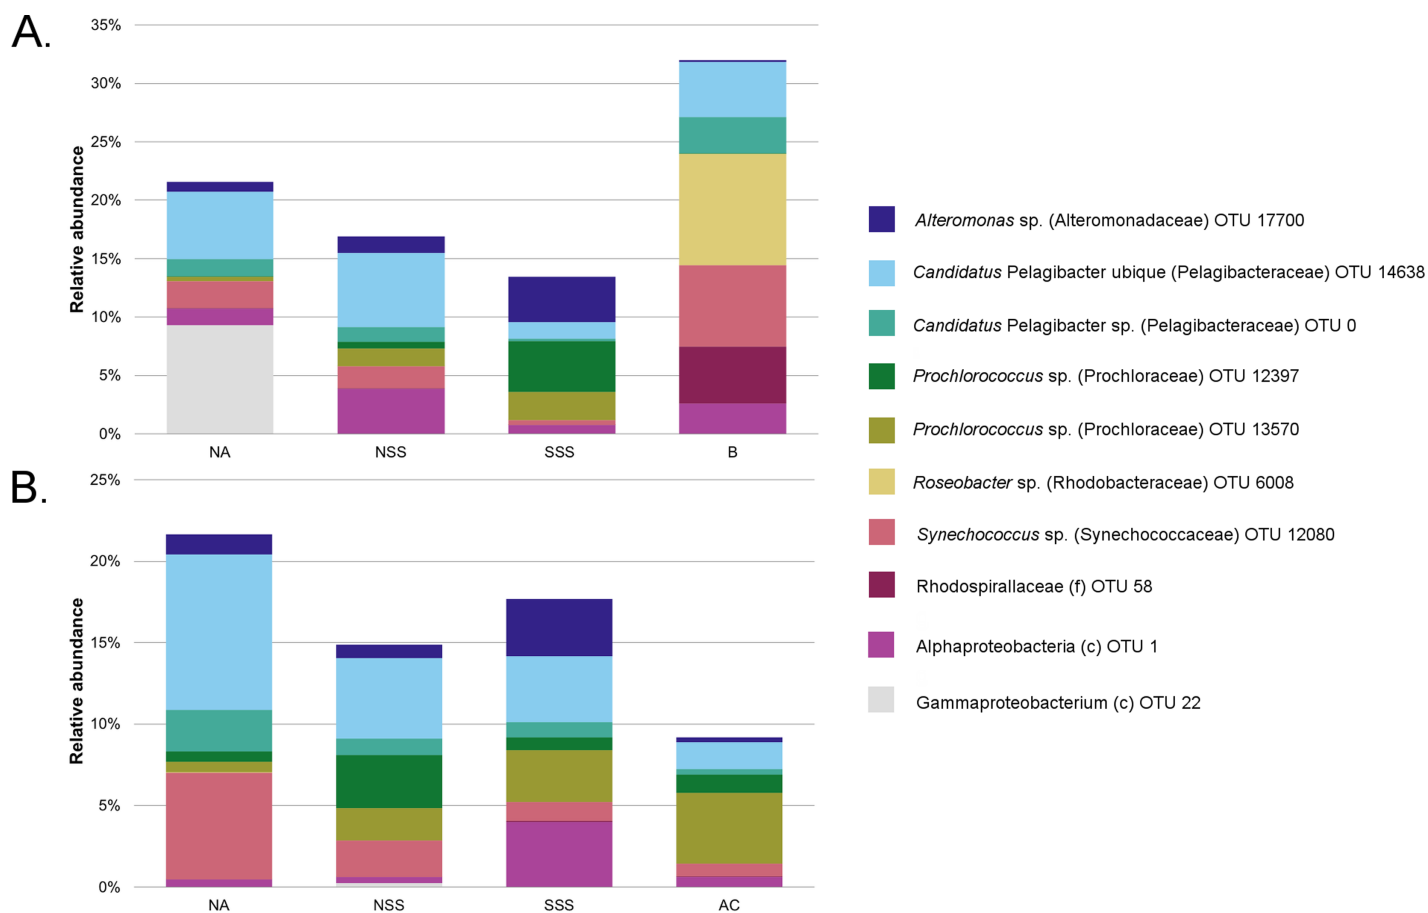 A.
35%
30%
25%
20%
15%
10%
5%
0%
Relative abundance
NA
NSS
SSS
B
B.
25%
20%
15%
10%
5%
0%
Relative abundance
NA
NSS
SSS
AC
Alteromonas sp. (Alteromonadaceae) OTU 17700
Candidatus Pelagibacter ubique (Pelagibacteraceae) OTU 14638
Candidatus Pelagibacter sp. (Pelagibacteraceae) OTU 0
Prochlorococcus sp. (Prochloraceae) OTU 12397
Prochlorococcus sp. (Prochloraceae) OTU 13570
Roseobacter sp. (Rhodobacteraceae) OTU 6008
Synechococcus sp. (Synechococcaceae) OTU 12080
Rhodospirallaceae (f) OTU 58
Alphaproteobacteria (c) OTU 1
Gammaproteobacterium (c) OTU 22